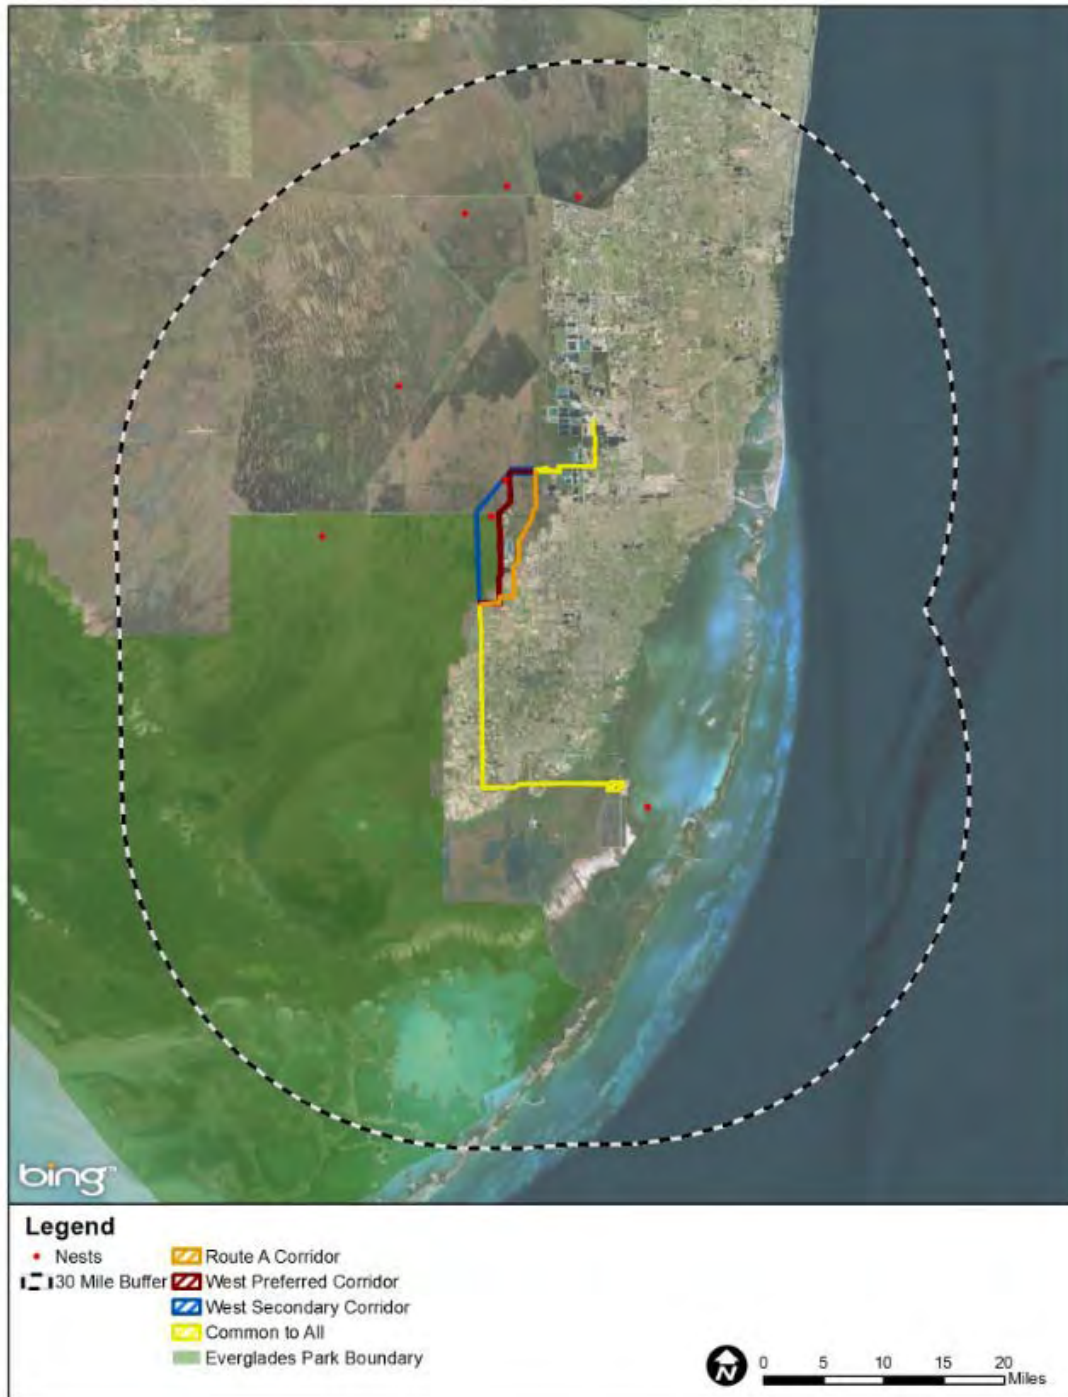 bing™
Legend
Nests
30 Mile Buffer
Route A Corridor
West Preferred Corridor
West Secondary Corridor
Common to All
Everglades Park Boundary
N
0 5 10 15 20
Miles